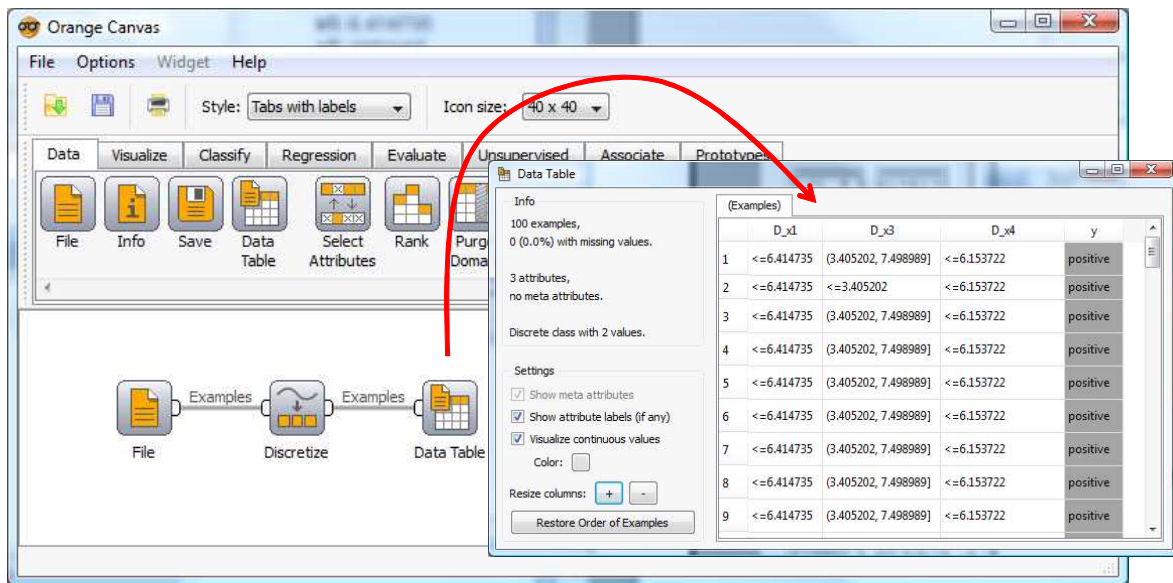 Orange Canvas
File Options Widget Help
Style: Tabs with labels Icon size: 40 x 40
Data Visualize Classify Regression Evaluate Unsupervised Associate Prototypes
File Info Save Data Table Select Attributes Rank Purge Doma
File Examples Discretize Examples Data Table
Data Table
Info
100 examples,
0 (0.0%) with missing values.
3 attributes,
no meta attributes.
Discrete class with 2 values.
Settings
Show meta attributes
Show attribute labels (if any)
Visualize continuous values
Color:
Resize columns: + -
Restore Order of Examples
(Examples)
D_x1 D_x3 D_x4 y
1 <=6.414735 (3.405202, 7.498989] <=6.153722 positive
2 <=6.414735 <=3.405202 <=6.153722 positive
3 <=6.414735 (3.405202, 7.498989] <=6.153722 positive
4 <=6.414735 (3.405202, 7.498989] <=6.153722 positive
5 <=6.414735 (3.405202, 7.498989] <=6.153722 positive
6 <=6.414735 (3.405202, 7.498989] <=6.153722 positive
7 <=6.414735 (3.405202, 7.498989] <=6.153722 positive
8 <=6.414735 (3.405202, 7.498989] <=6.153722 positive
9 <=6.414735 (3.405202, 7.498989] <=6.153722 positive